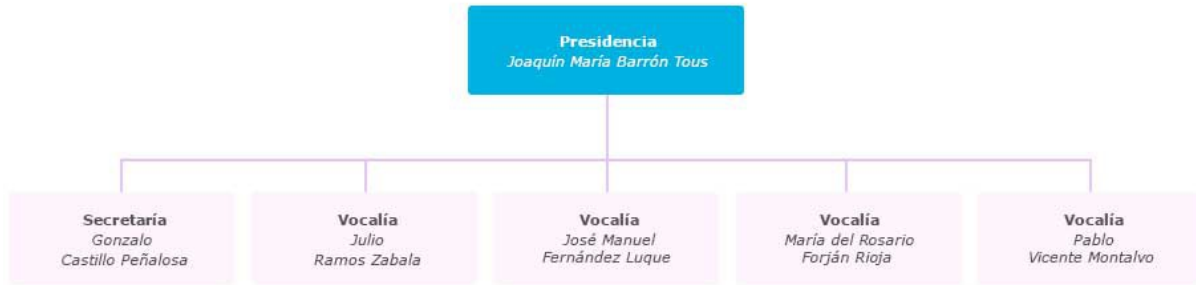 Presidencia
Joaquín María Barrón Tous
Secretaría
Gonzalo
Castillo Peñalosa
Vocalía
Julio
Ramos Zabala
Vocalía
José Manuel
Fernández Luque
Vocalía
María del Rosario
Forján Rioja
Vocalía
Pablo
Vicente Montalvo